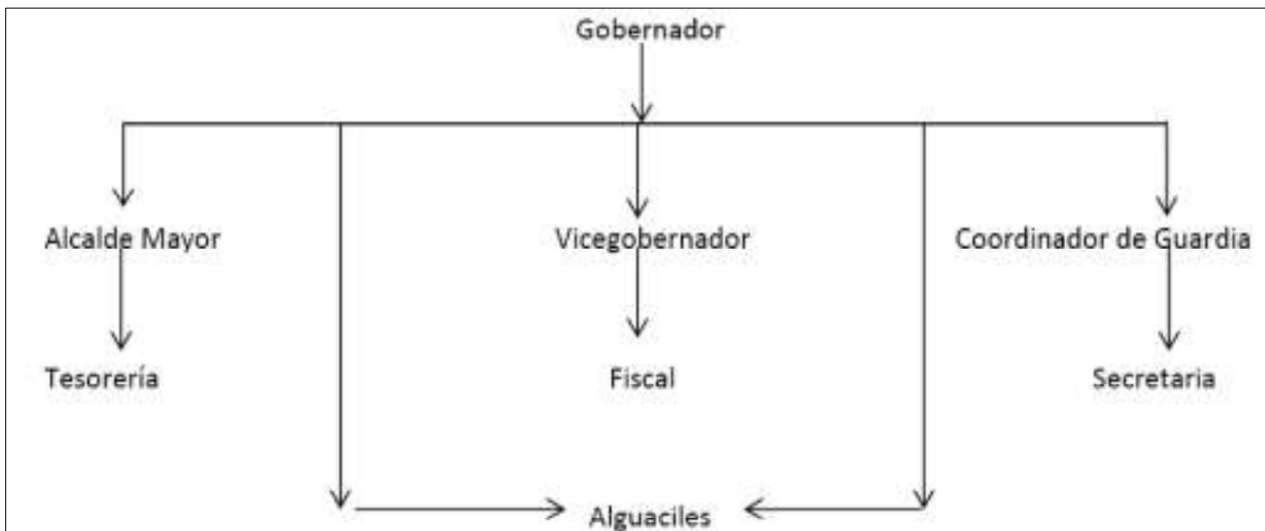 Gobernador
Alcalde Mayor
Vicegobernador
Coordinador de Guardia
Tesorería
Fiscal
Secretaria
Alguaciles